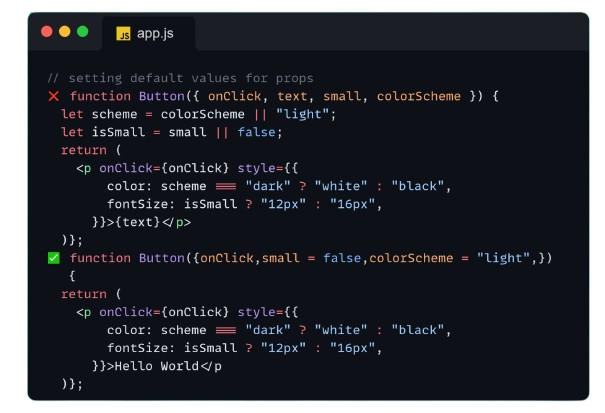 JS app.js
// setting default values for props
❌ function Button({ onClick, text, small, colorScheme }) {
let scheme = colorScheme || "light";
let isSmall = small || false;
return (
<p onClick={onClick} style={{
color: scheme === "dark" ? "white" : "black",
fontSize: isSmall ? "12px" : "16px",
}}>{text}</p>
)};
✅ function Button({onClick,small = false,colorScheme = "light",})
{
return (
<p onClick={onClick} style={{
color: scheme === "dark" ? "white" : "black",
fontSize: isSmall ? "12px" : "16px",
}}>Hello World</p
)};